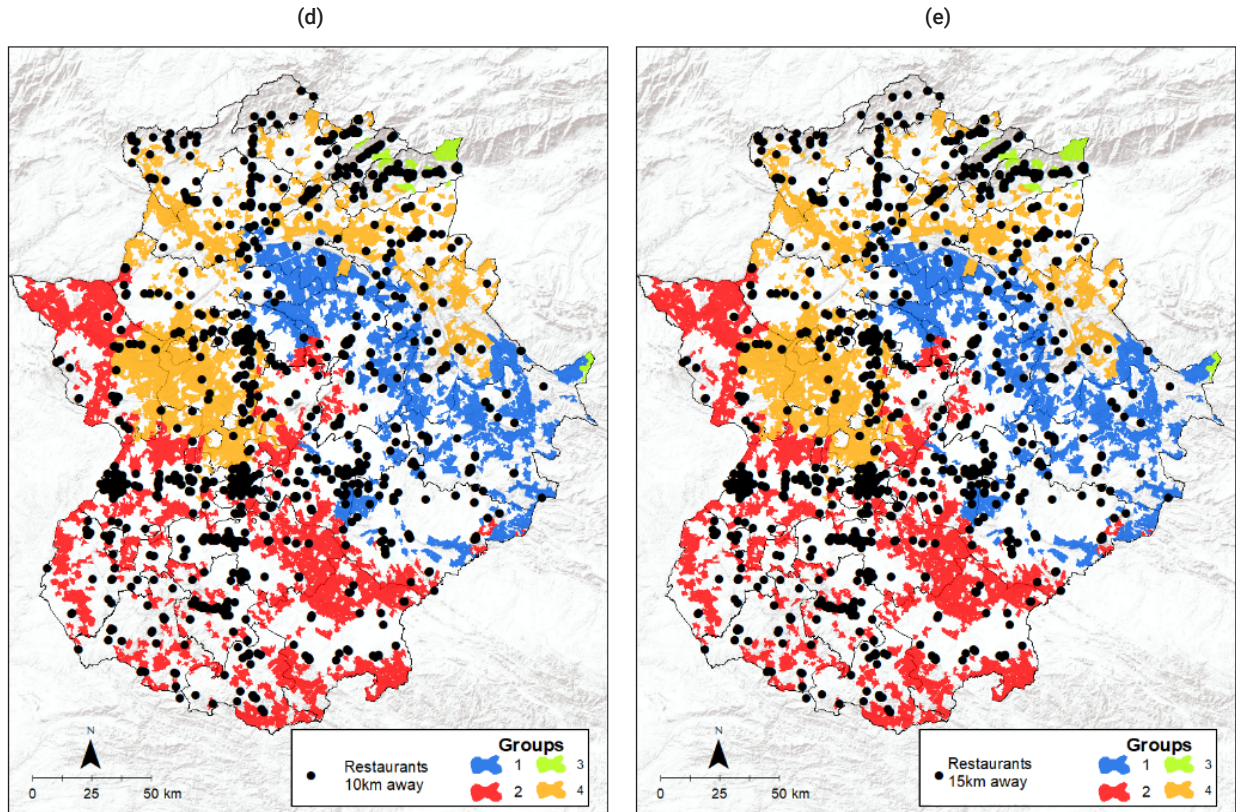 (d)
(e)
N
0 25 50 km
Restaurants
10km away
Groups
1 3
2 4
N
0 25 50 km
Restaurants
15km away
Groups
1 3
2 4